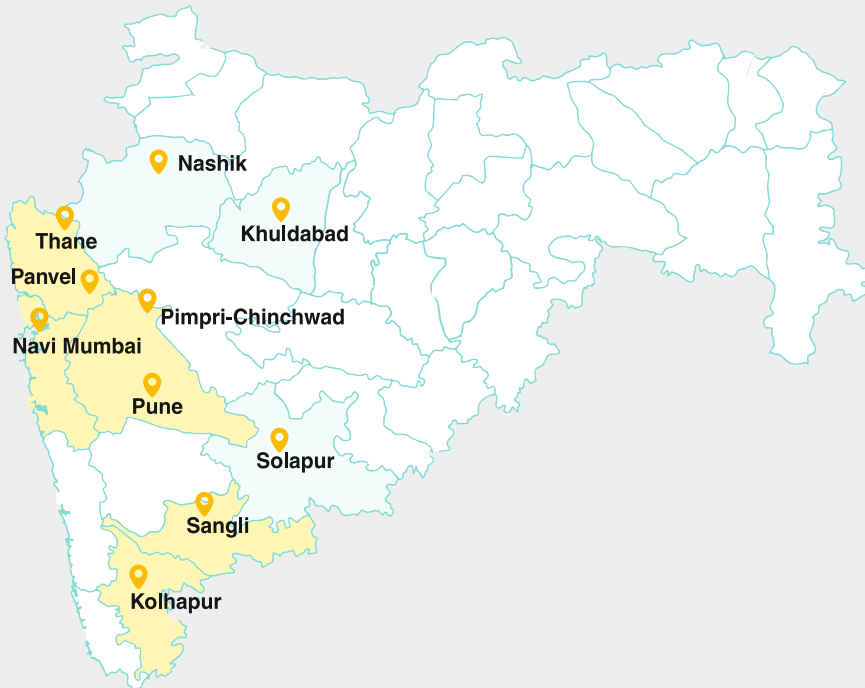 Nashik
Khuldabad
Thane
Panvel
Pimpri-Chinchwad
Navi Mumbai
Pune
Solapur
Sangli
Kolhapur